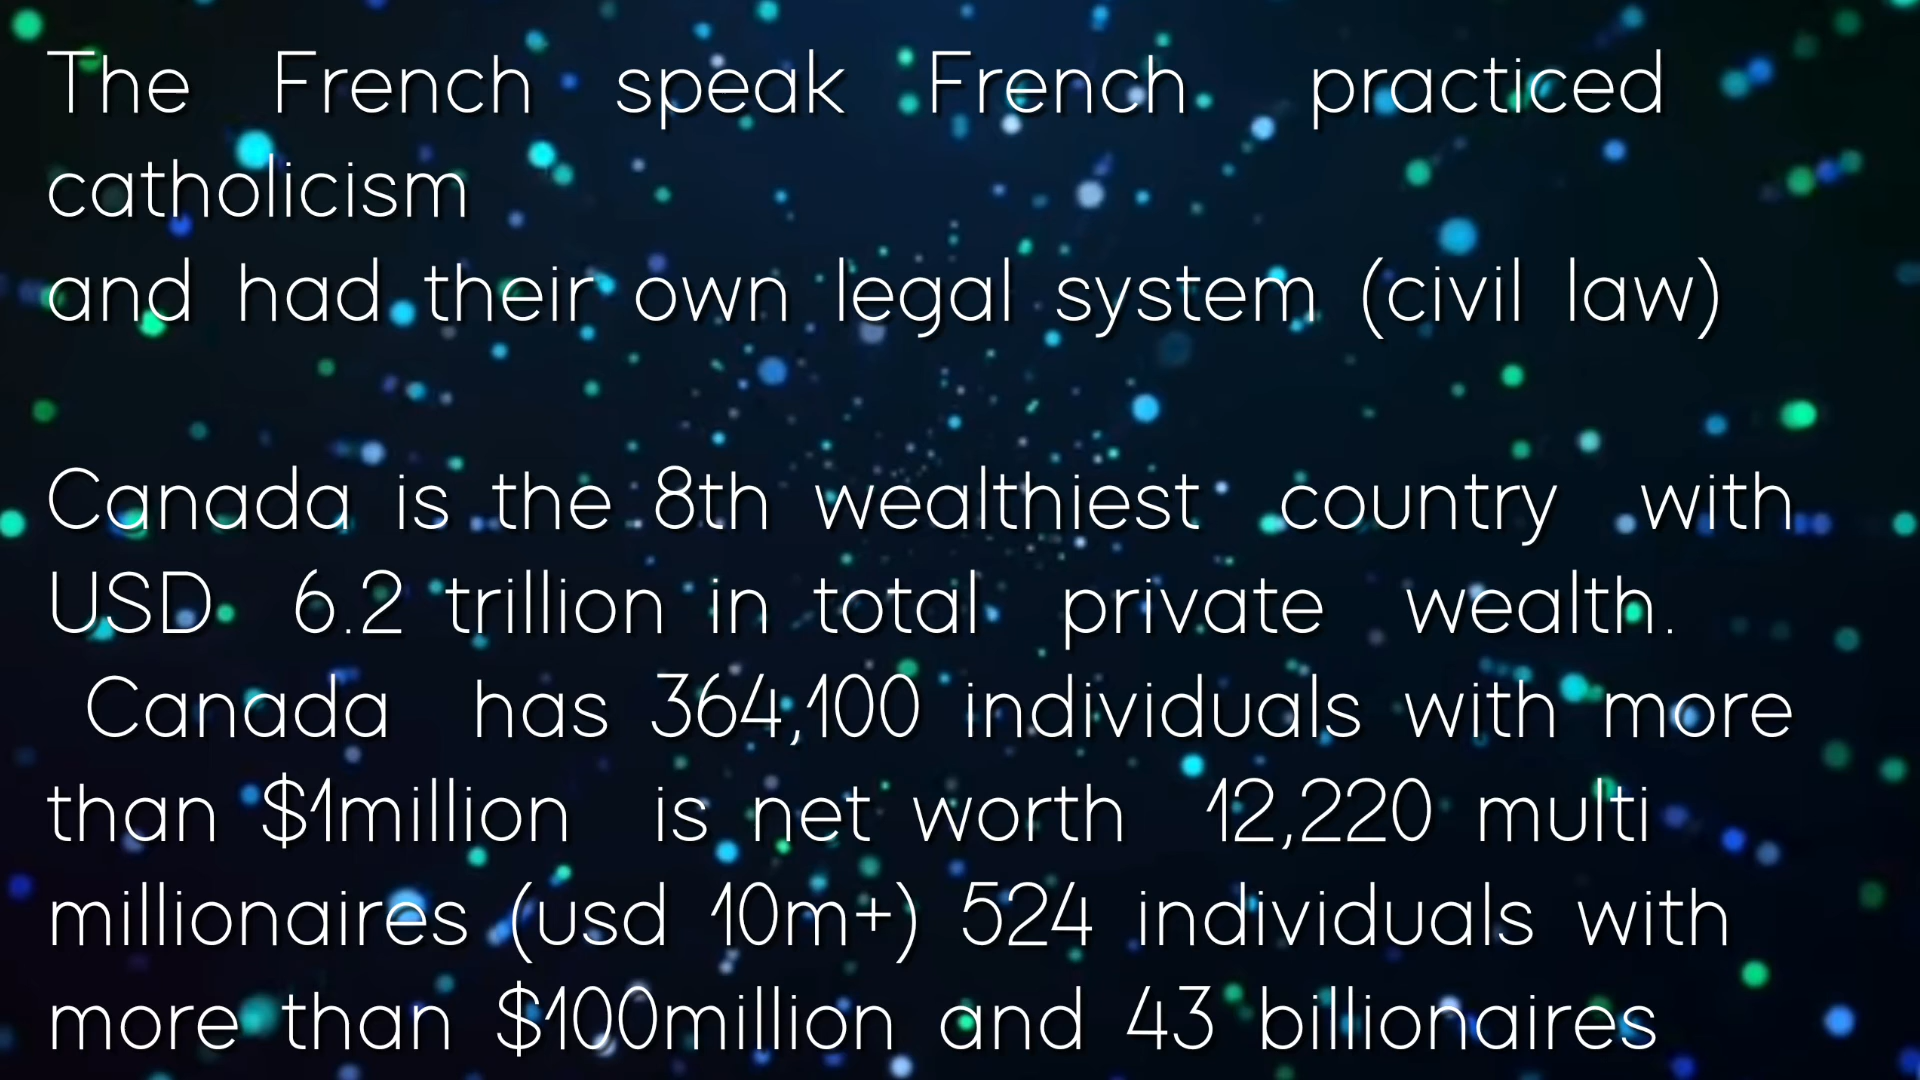 The French speak French practiced
catholicism
and had their own legal system (civil law)
Canada is the 8th wealthiest country with
USD 6.2 trillion in total private wealth.
Canada has 364,100 individuals with more
than $1million is net worth 12,220 multi
millionaires (usd 10m+) 524 individuals with
more than $100million and 43 billionaires